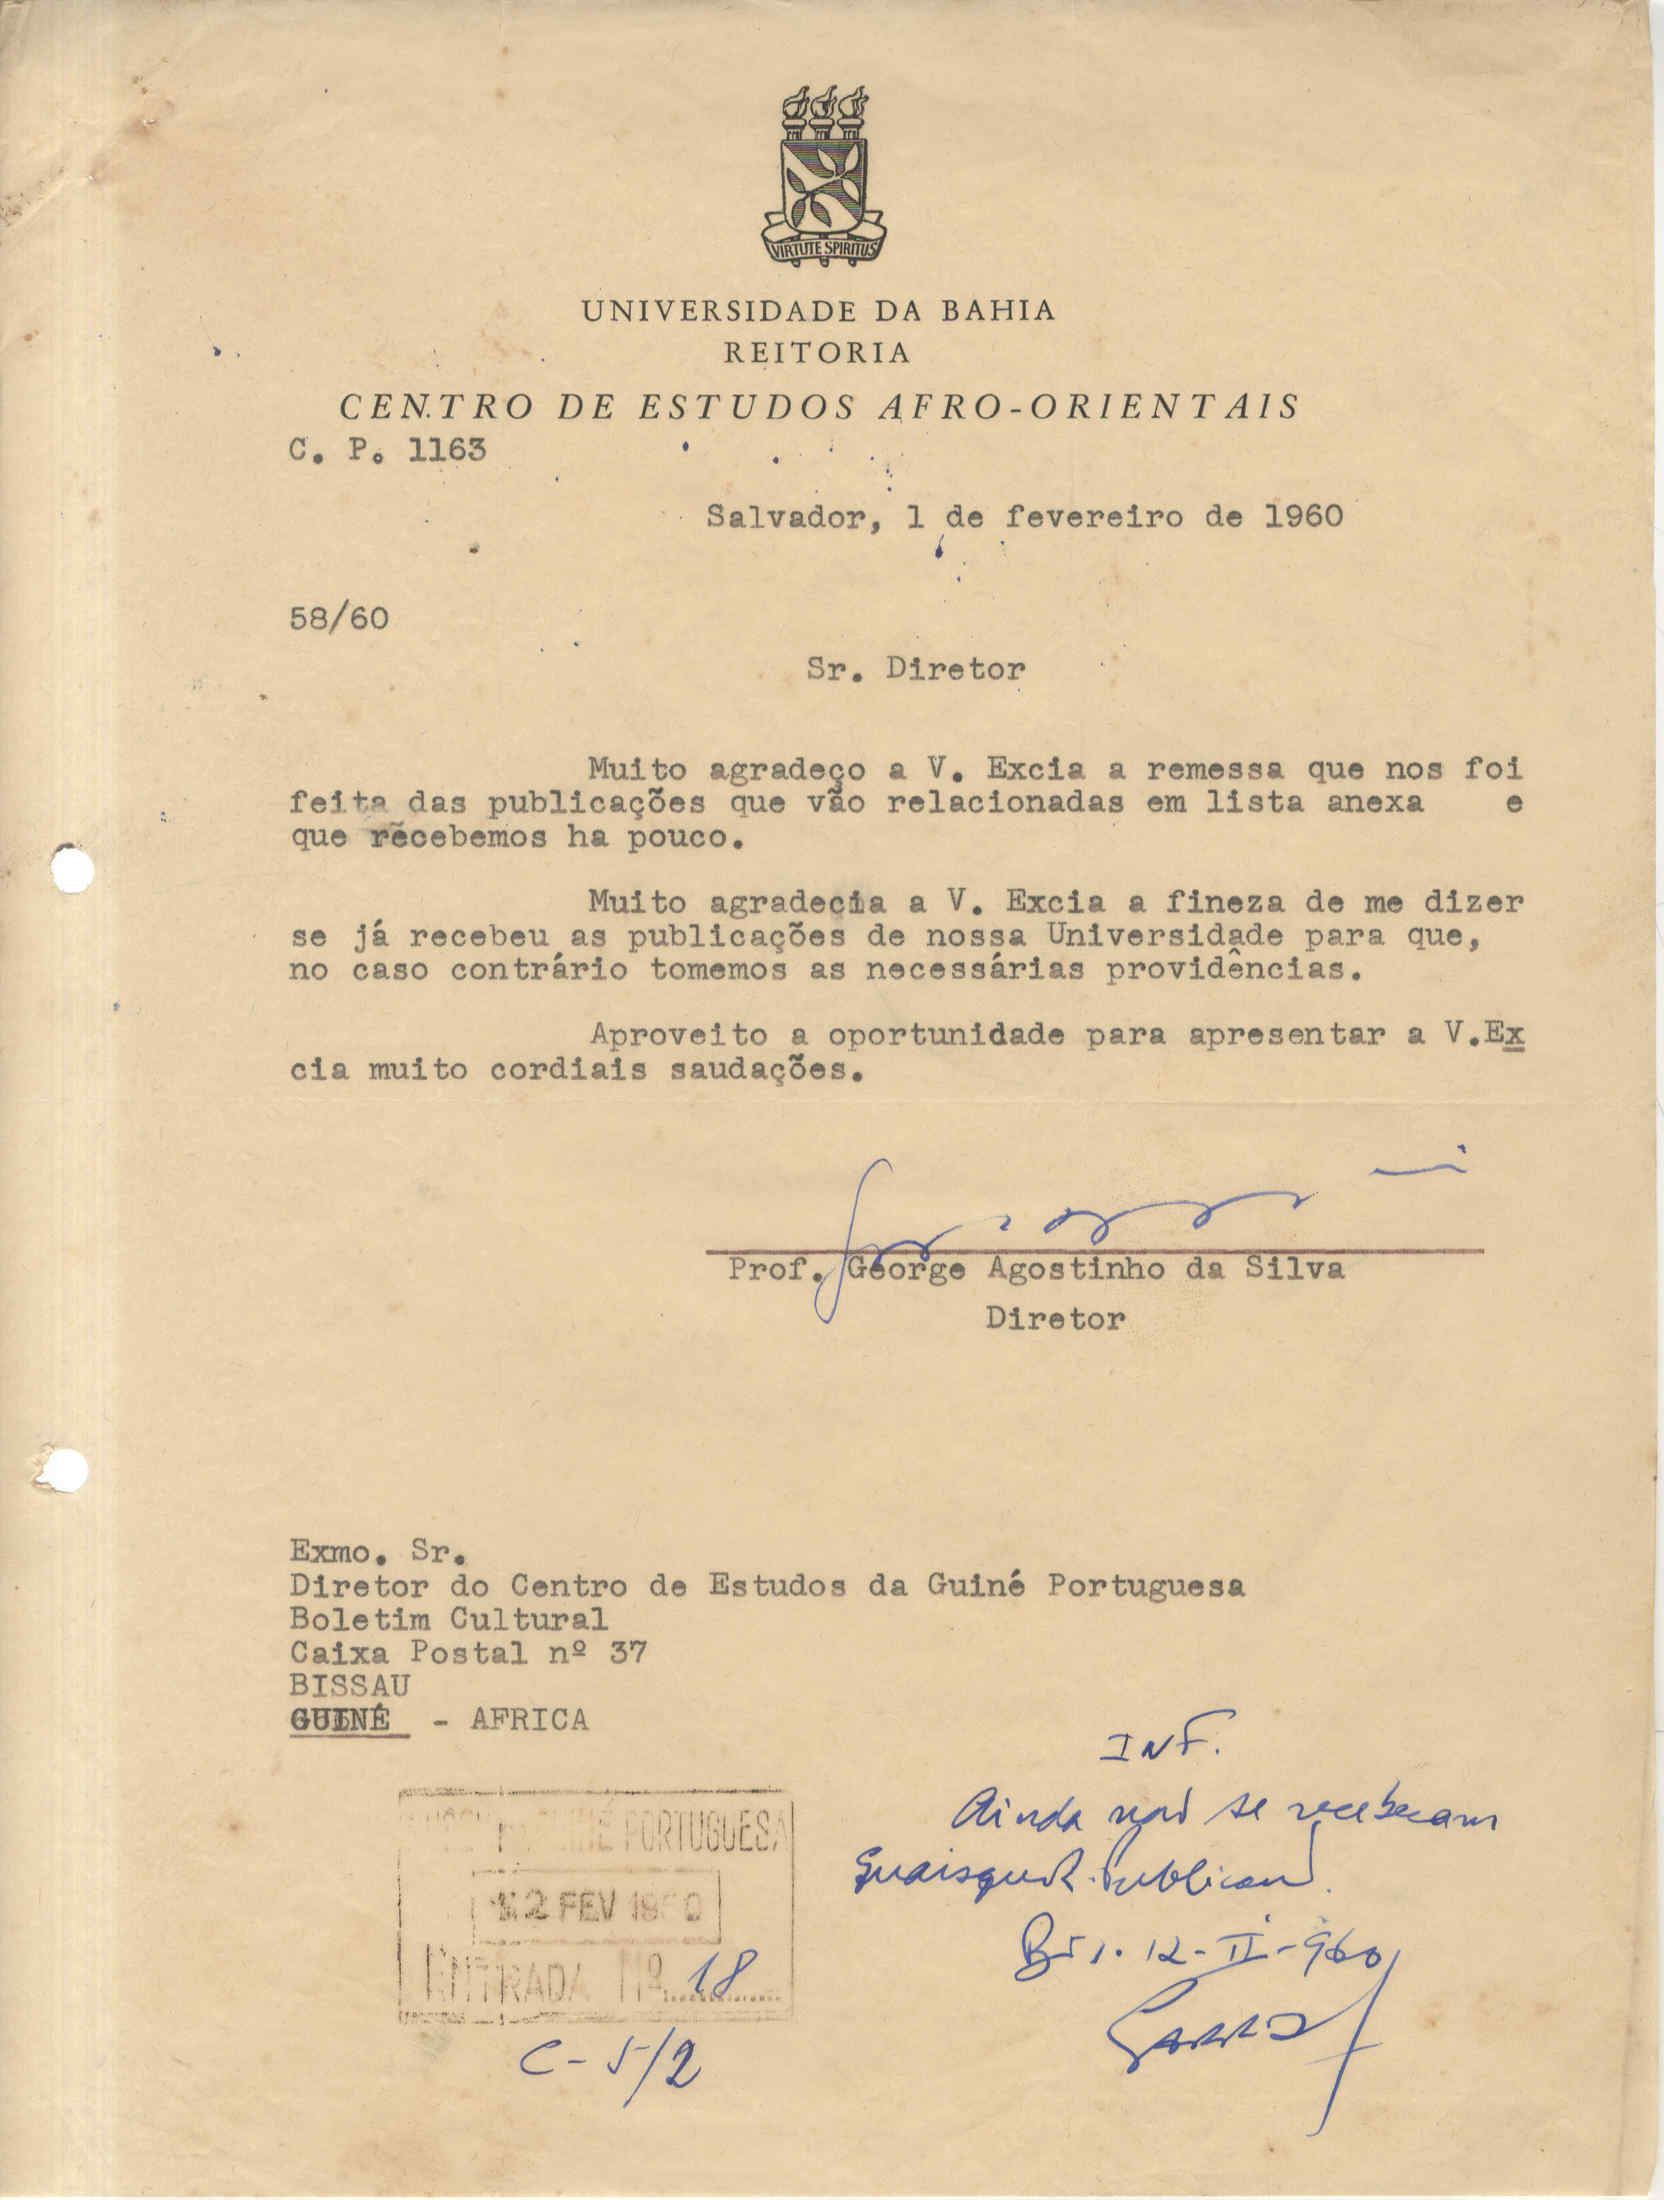 VIRTUTE SPIRITUS
UNIVERSIDADE DA BAHIA
REITORIA
CENTRO DE ESTUDOS AFRO-ORIENTAIS
C. P. 1163
Salvador, 1 de fevereiro de 1960
58/60
Sr. Diretor
Muito agradeço a V. Excia a remessa que nos foi
feita das publicações que vão relacionadas em lista anexa e
que recebemos ha pouco.
Muito agradecia a V. Excia a fineza de me dizer
se já recebeu as publicações de nossa Universidade para que,
no caso contrário tomemos as necessárias providências.
Aproveito a oportunidade para apresentar a V.Ex
cia muito cordiais saudações.
Prof. George Agostinho da Silva
Diretor
Exmo. Sr.
Diretor do Centro de Estudos da Guiné Portuguesa
Boletim Cultural
Caixa Postal nº 37
BISSAU
GUINÉ - AFRICA
INF.
Ainda não se receberam
quaisquer
PORTUGUESA
12 FEV 1960
ENTRADA Nº 18
12-II-960
C-5/2